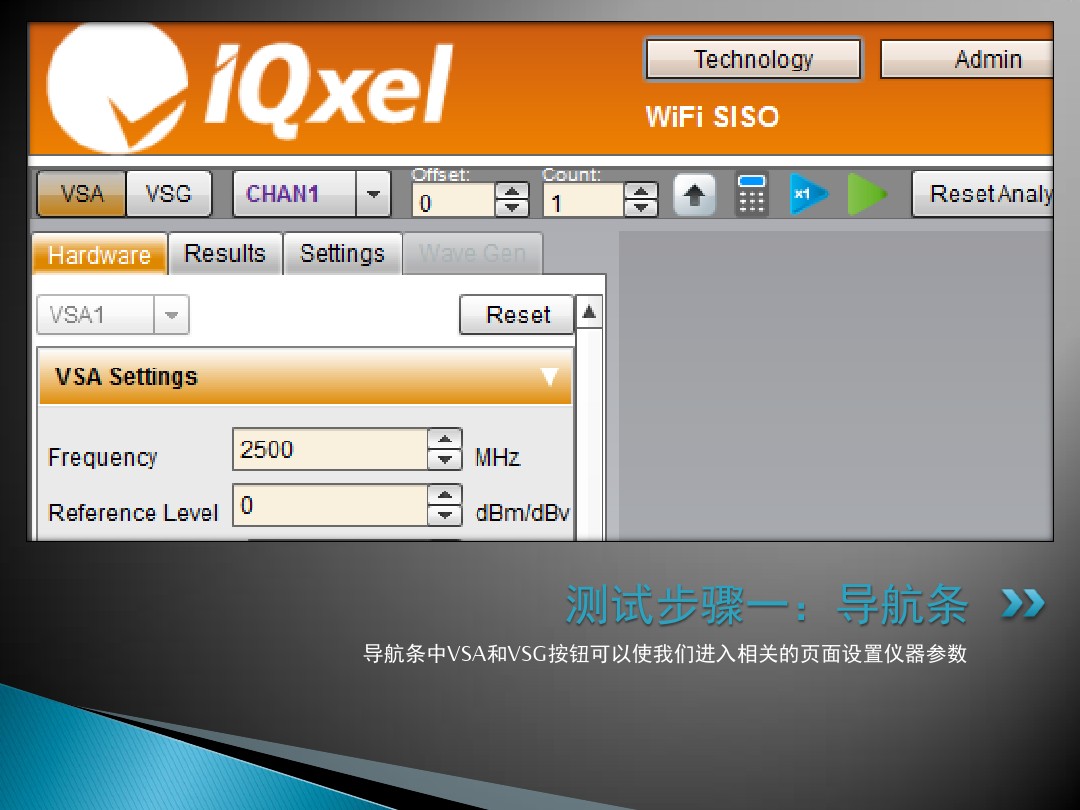 iQxel
Technology
Admin
WiFi SISO
VSA
VSG
CHAN1
Offset:
0
Count:
1
x1
Reset Analy
Hardware
Results
Settings
Wave Gen
VSA1
Reset
VSA Settings
Frequency
2500
MHz
Reference Level
0
dBm/dBv
测试步骤一：导航条
导航条中VSA和VSG按钮可以使我们进入相关的页面设置仪器参数